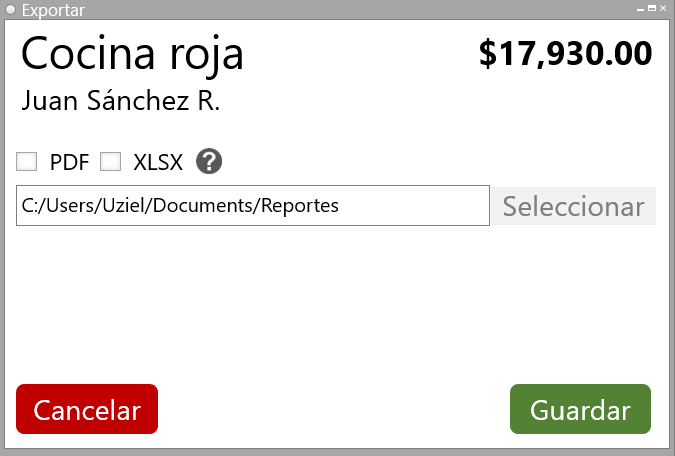 Exportar
Cocina roja
$17,930.00
Juan Sánchez R.
PDF XLSX ?
C:/Users/Uziel/Documents/Reportes
Seleccionar
Cancelar
Guardar